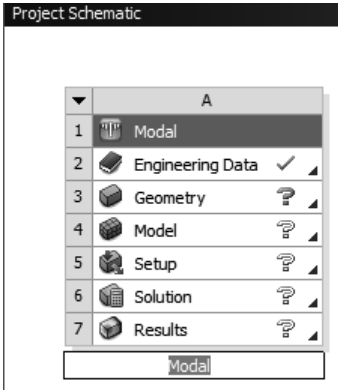 Project Schematic
A
1 Modal
2 Engineering Data
3 Geometry
4 Model
5 Setup
6 Solution
7 Results
Modal